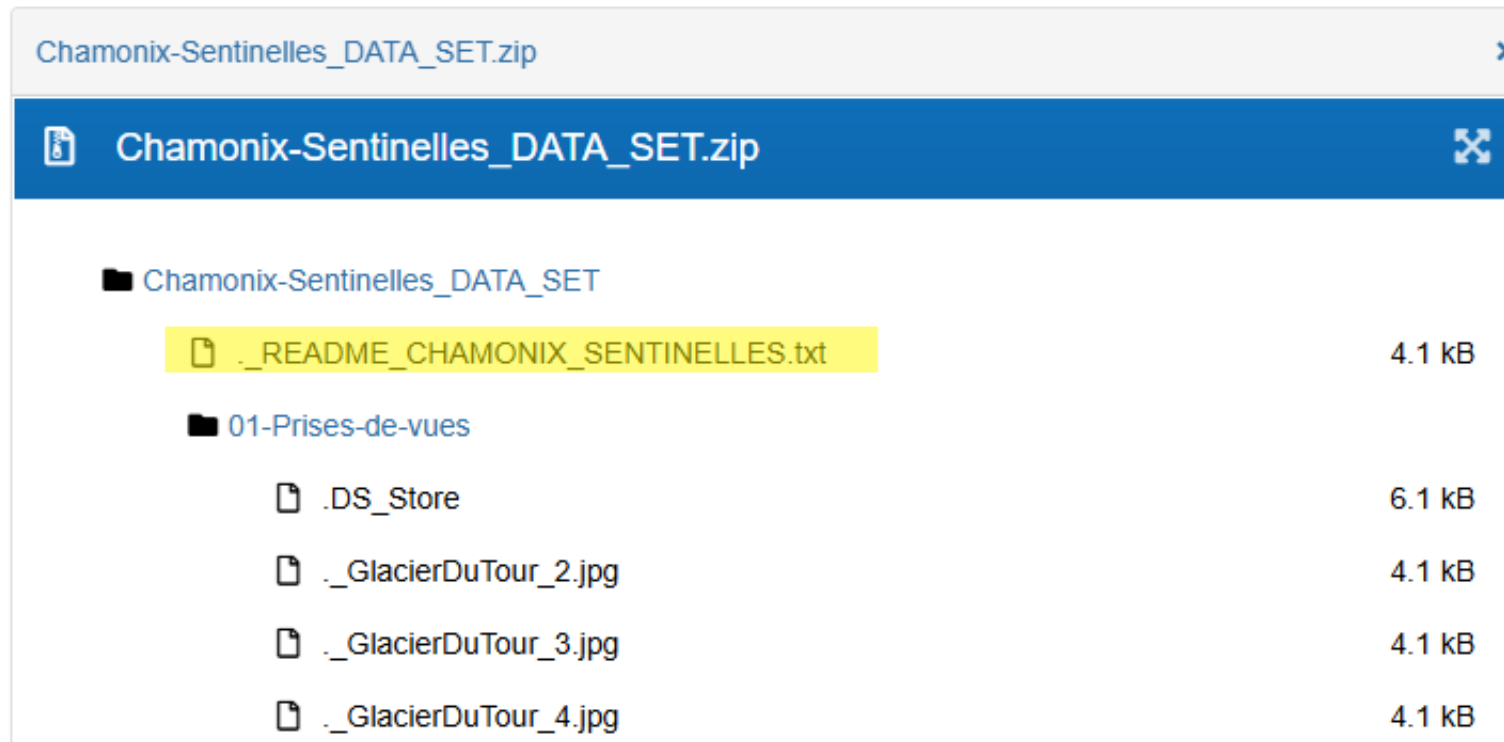 Chamonix-Sentinelles_DATA_SET.zip
Chamonix-Sentinelles_DATA_SET.zip
Chamonix-Sentinelles_DATA_SET
._README_CHAMONIX_SENTINELLES.txt 4.1 kB
01-Prises-de-vues
.DS_Store 6.1 kB
._GlacierDuTour_2.jpg 4.1 kB
._GlacierDuTour_3.jpg 4.1 kB
._GlacierDuTour_4.jpg 4.1 kB